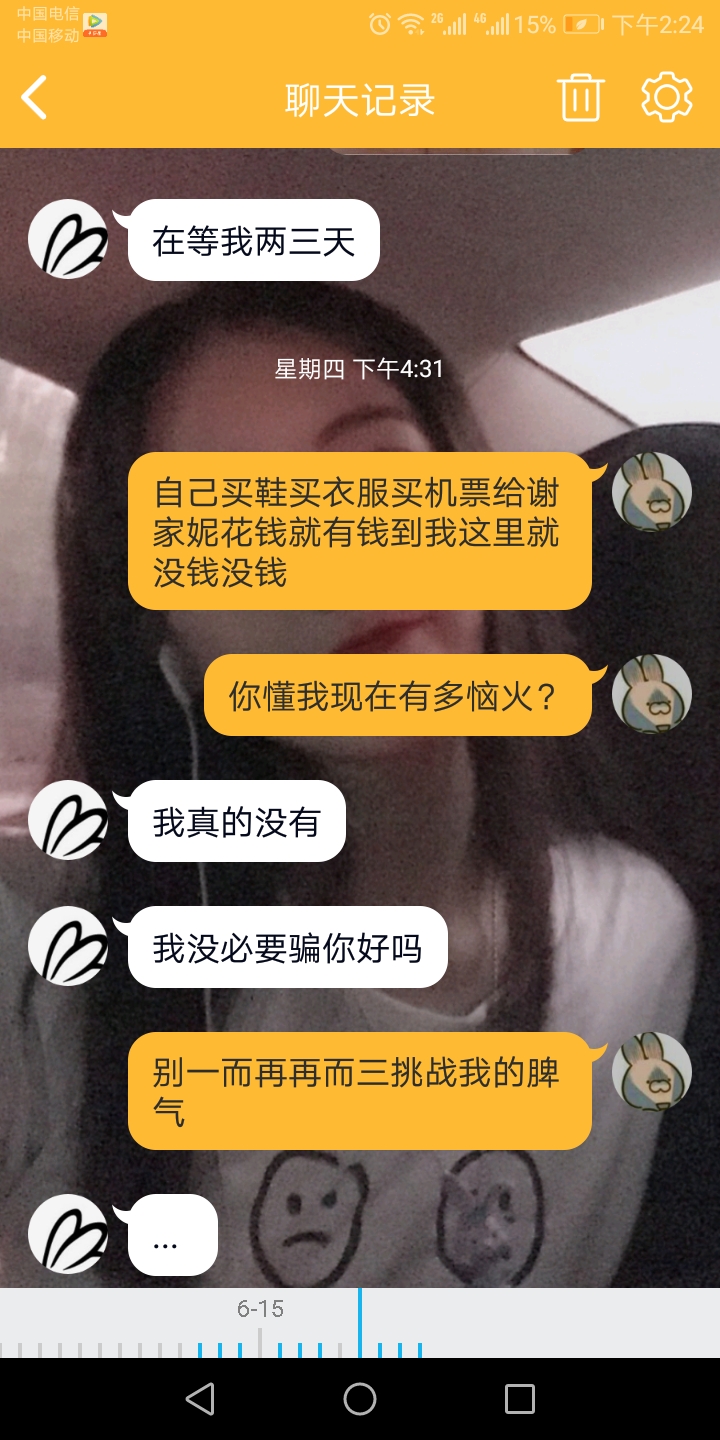 中国电信
中国移动
2G
4G
15%
下午2:24
聊天记录
在等我两三天
星期四 下午4:31
自己买鞋买衣服买机票给谢
家妮花钱就有钱到我这里就
没钱没钱
你懂我现在有多恼火？
我真的没有
我没必要骗你好吗
别一而再再而三挑战我的脾
气
...
6-15